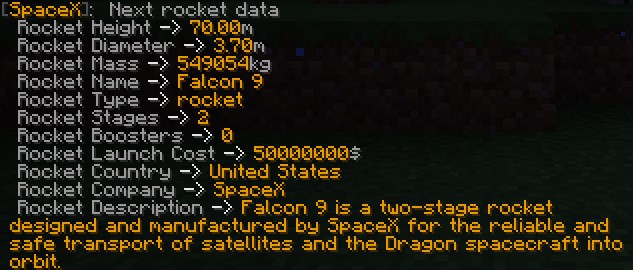 [SpaceX]: Next rocket data
Rocket Height -> 70.00m
Rocket Diameter -> 3.70m
Rocket Mass -> 549054kg
Rocket Name -> Falcon 9
Rocket Type -> rocket
Rocket Stages -> 2
Rocket Boosters -> 0
Rocket Launch Cost -> 50000000$
Rocket Country -> United States
Rocket Company -> SpaceX
Rocket Description -> Falcon 9 is a two-stage rocket
designed and manufactured by SpaceX for the reliable and
safe transport of satellites and the Dragon spacecraft into
orbit.